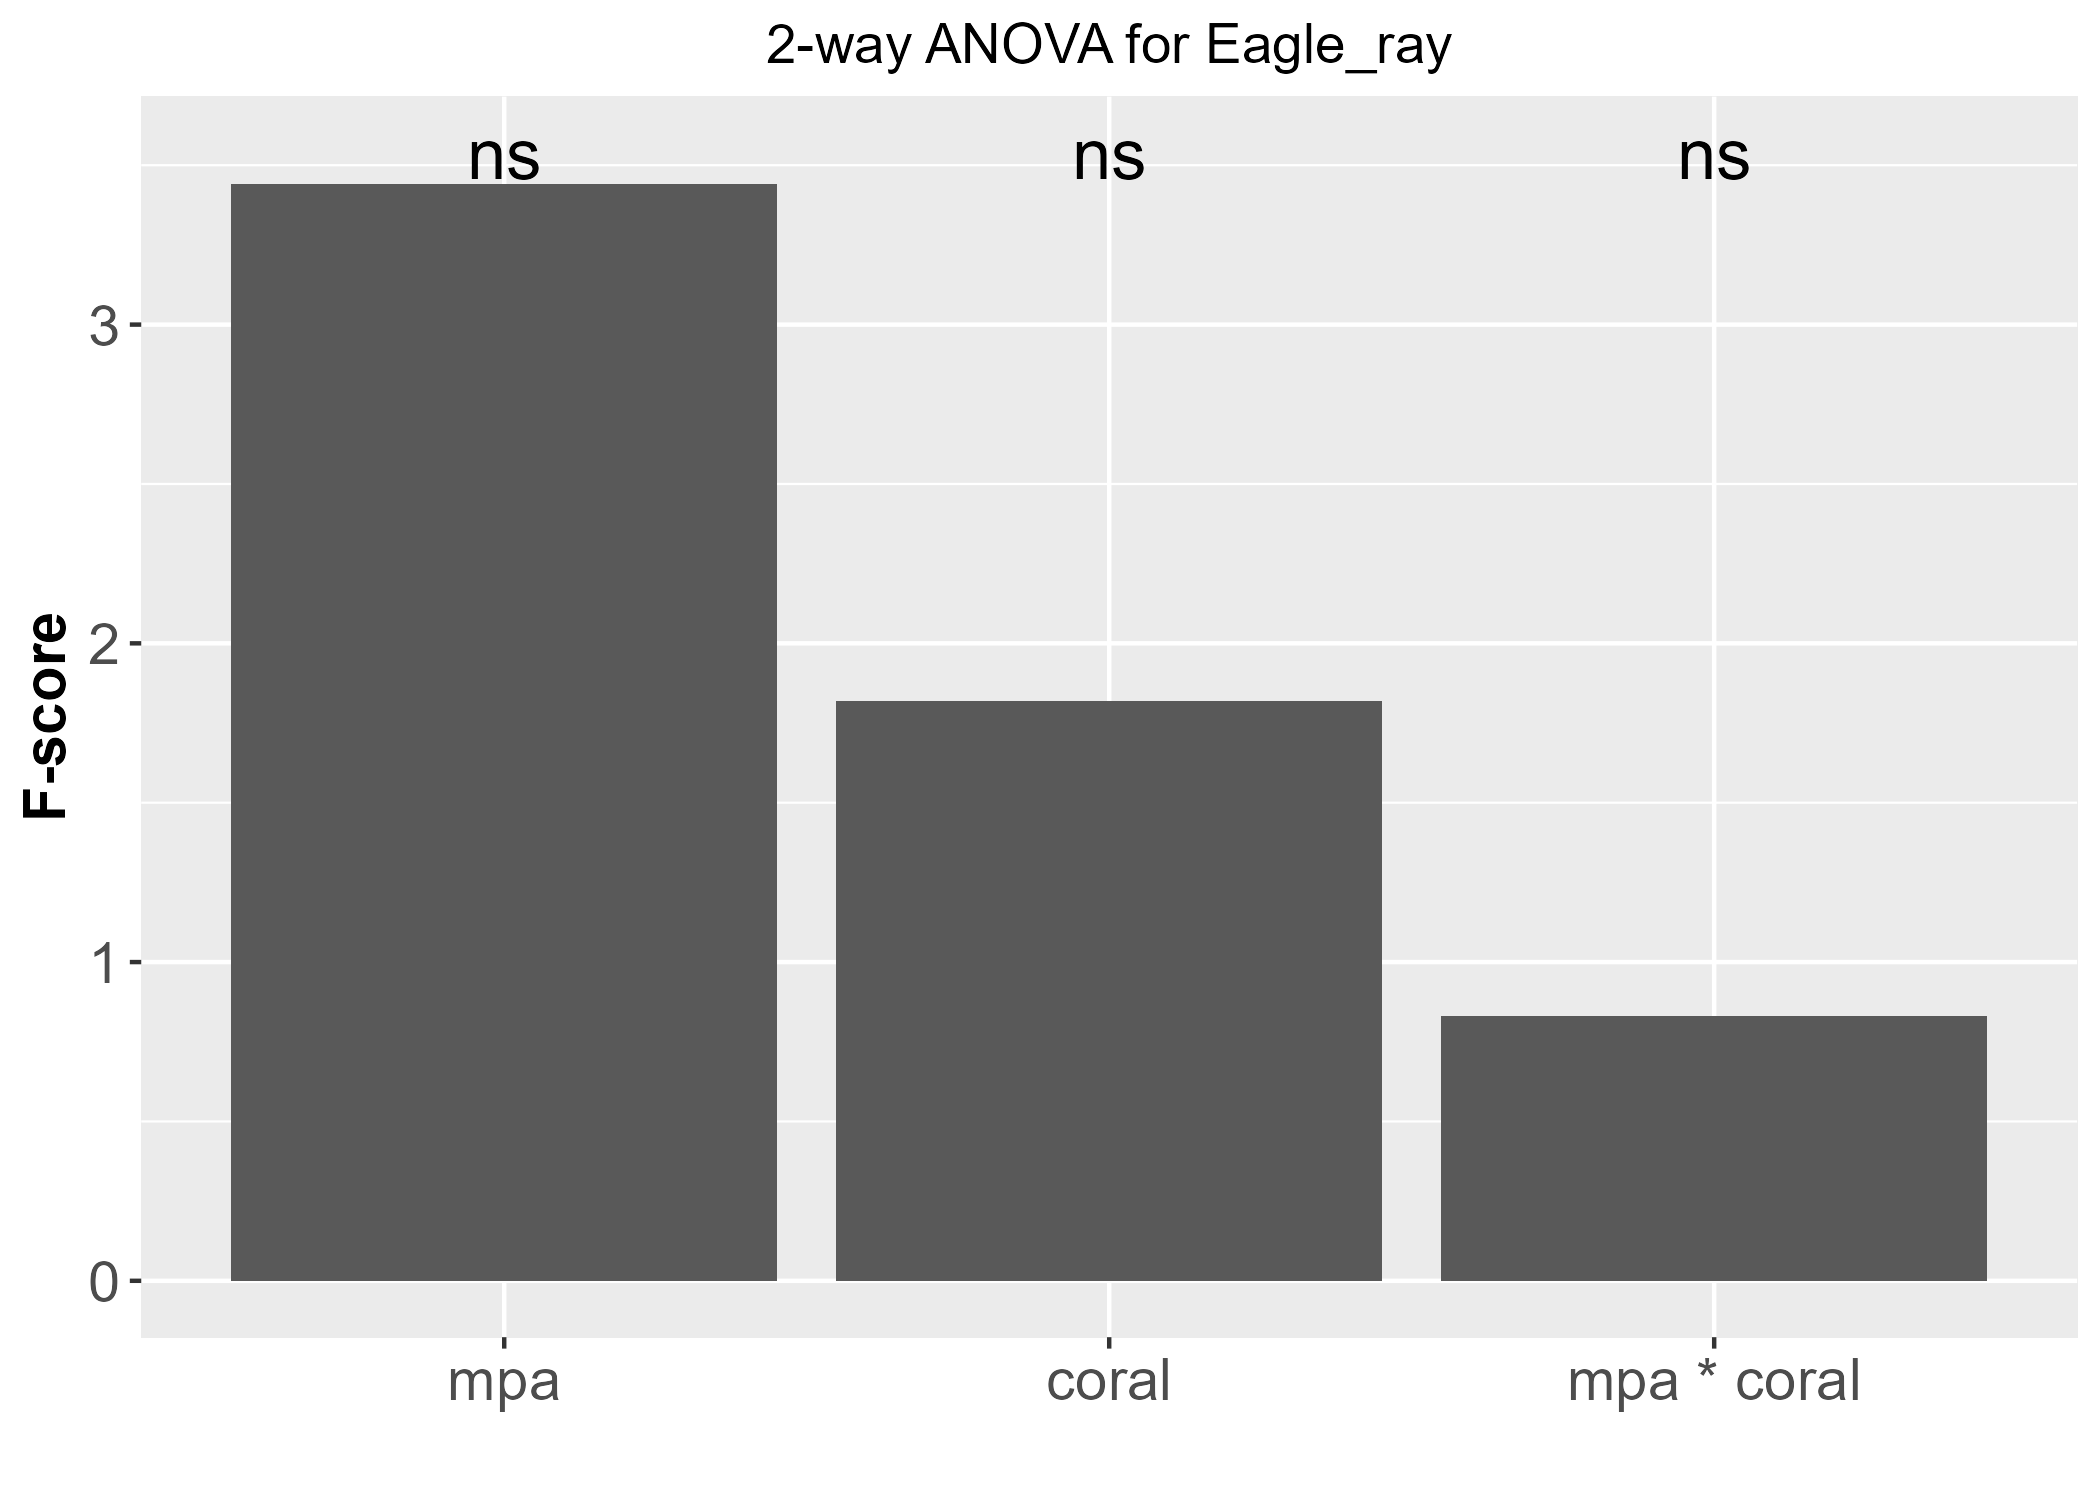 2-way ANOVA for Eagle_ray
ns ns ns
F-score
3
2
1
0
mpa coral mpa * coral